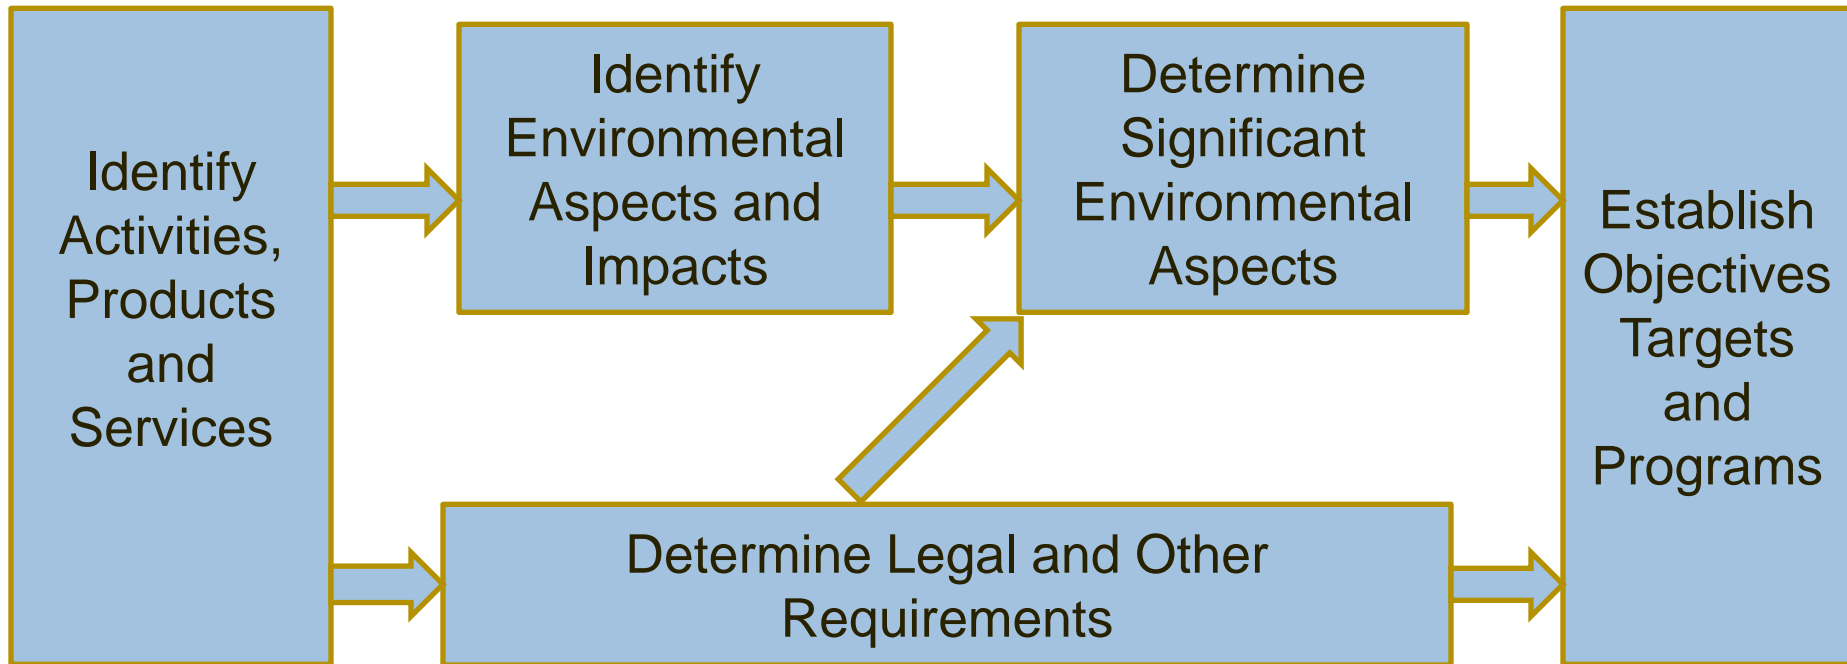 Identify
Activities,
Products
and
Services
Identify
Environmental
Aspects and
Impacts
Determine
Significant
Environmental
Aspects
Determine Legal and Other
Requirements
Establish
Objectives
Targets
and
Programs